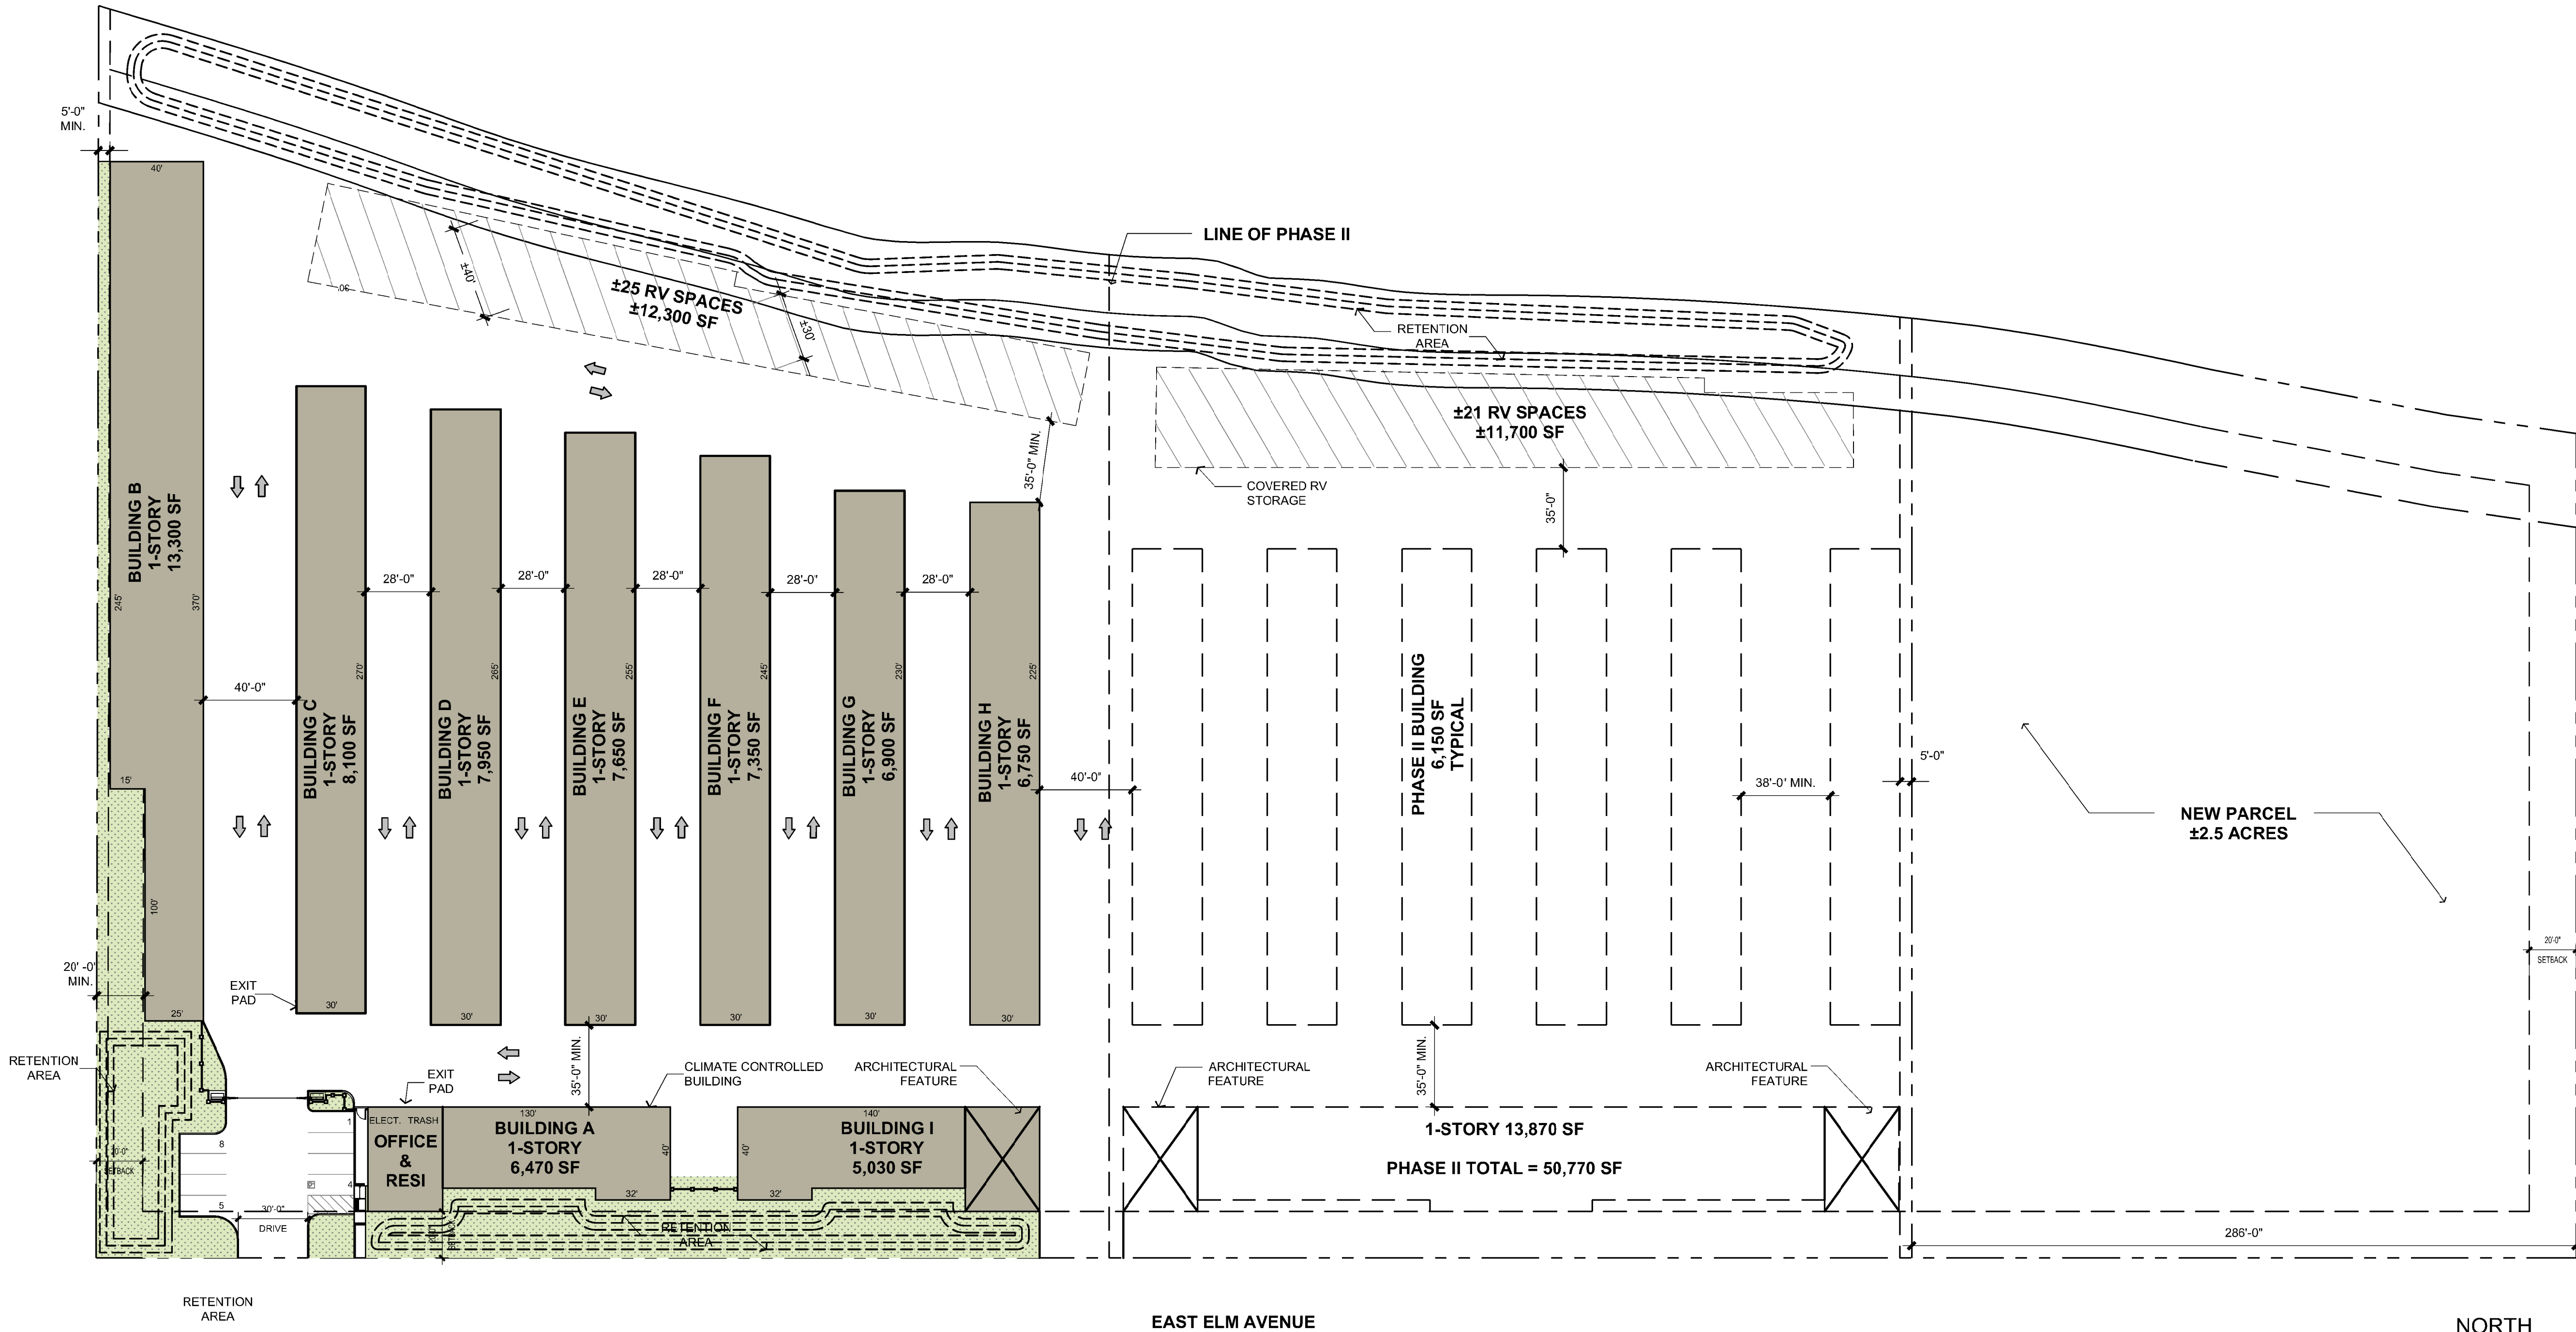 5'-0"
MIN.
40'
LINE OF PHASE II
±40'
±25 RV SPACES
±12,300 SF
±30'
RETENTION
AREA
±21 RV SPACES
±11,700 SF
35'-0" MIN.
COVERED RV
STORAGE
35'-0"
BUILDING B
1-STORY
13,300 SF
245'
370'
28'-0"
28'-0"
28'-0"
28'-0"
28'-0"
40'-0"
BUILDING C
1-STORY
8,100 SF
270'
BUILDING D
1-STORY
7,950 SF
265'
BUILDING E
1-STORY
7,650 SF
255'
BUILDING F
1-STORY
7,350 SF
245'
BUILDING G
1-STORY
6,900 SF
230'
BUILDING H
1-STORY
6,750 SF
225'
40'-0"
PHASE II BUILDING
6,150 SF
TYPICAL
38'-0' MIN.
5'-0"
NEW PARCEL
±2.5 ACRES
15'
100'
20'-0"
SETBACK
20' -0'
MIN.
25'
EXIT
PAD
30'
30'
30'
30'
30'
30'
RETENTION
AREA
EXIT
PAD
35'-0" MIN.
CLIMATE CONTROLLED
BUILDING
ARCHITECTURAL
FEATURE
ARCHITECTURAL
FEATURE
35'-0" MIN.
ARCHITECTURAL
FEATURE
1
8
4
5
20'-0"
SETBACK
30'-0"
DRIVE
ELECT. TRASH
OFFICE
&
RESI
130'
BUILDING A
1-STORY
6,470 SF
40'
32'
140'
BUILDING I
1-STORY
5,030 SF
40'
32'
SETBACK
RETENTION
AREA
1-STORY 13,870 SF
PHASE II TOTAL = 50,770 SF
286'-0"
RETENTION
AREA
EAST ELM AVENUE
NORTH